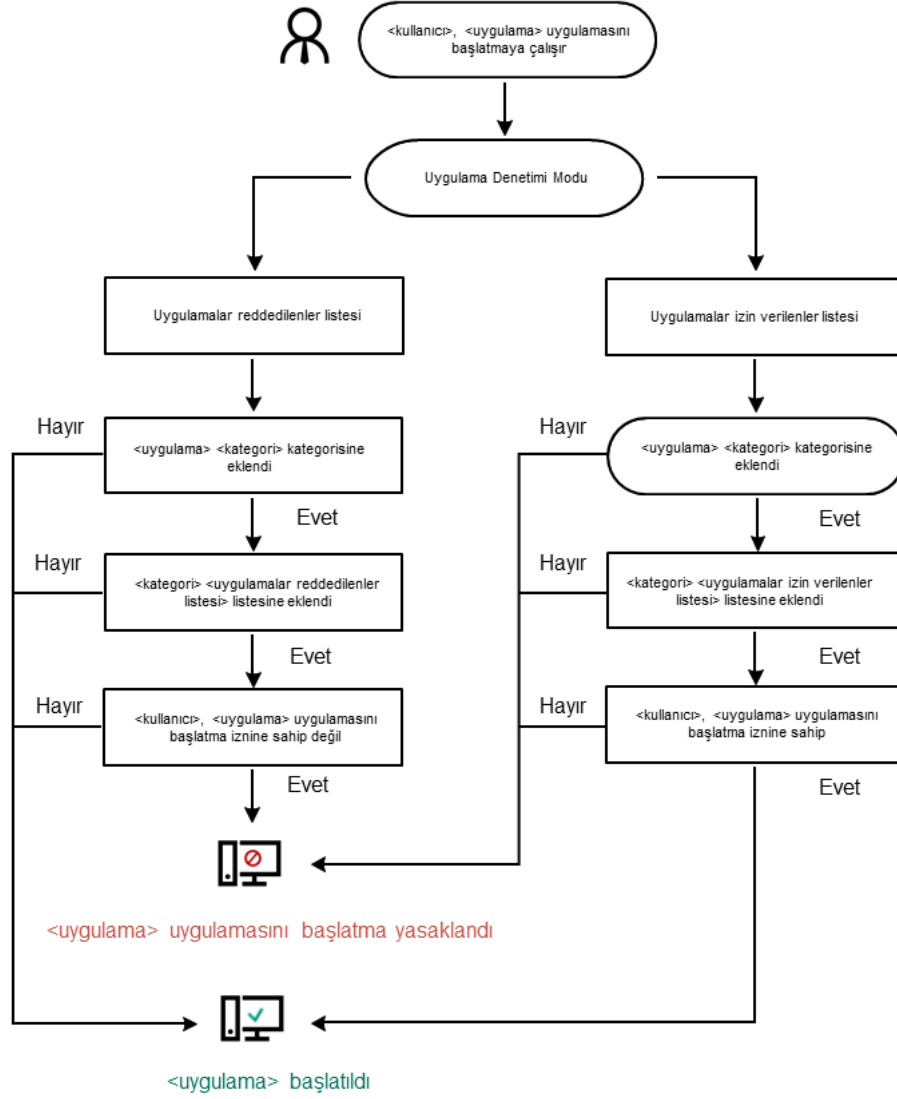 <kullanıcı>, <uygulama> uygulamasını
başlatmaya çalışır
Uygulama Denetimi Modu
Uygulamalar reddedilenler listesi
Uygulamalar izin verilenler listesi
Hayır
<uygulama> <kategori> kategorisine
eklendi
Evet
Hayır
<uygulama> <kategori> kategorisine
eklendi
Evet
Hayır
<kategori> <uygulamalar reddedilenler
listesi> listesine eklendi
Evet
Hayır
<kategori> <uygulamalar izin verilenler
listesi> listesine eklendi
Evet
Hayır
<kullanıcı>, <uygulama> uygulamasını
başlatma iznine sahip değil
Evet
Hayır
<kullanıcı>, <uygulama> uygulamasını
başlatma iznine sahip
Evet
<uygulama> uygulamasını başlatma yasaklandı
<uygulama> başlatıldı